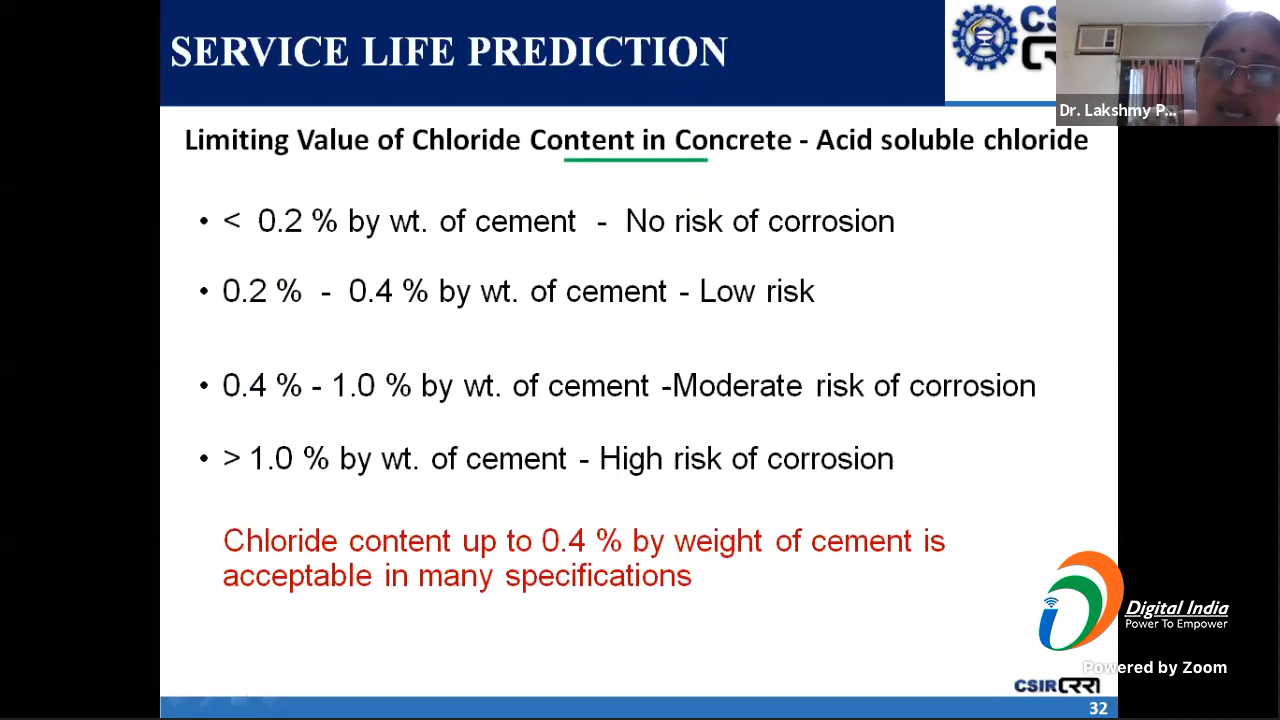 SERVICE LIFE PREDICTION
Dr. Lakshmy P...
Limiting Value of Chloride Content in Concrete - Acid soluble chloride
• < 0.2 % by wt. of cement - No risk of corrosion
• 0.2 % - 0.4 % by wt. of cement - Low risk
• 0.4 % - 1.0 % by wt. of cement -Moderate risk of corrosion
• > 1.0 % by wt. of cement - High risk of corrosion
Chloride content up to 0.4 % by weight of cement is
acceptable in many specifications
Digital India
Power To Empower
Powered by Zoom
CSIR CRRI
32